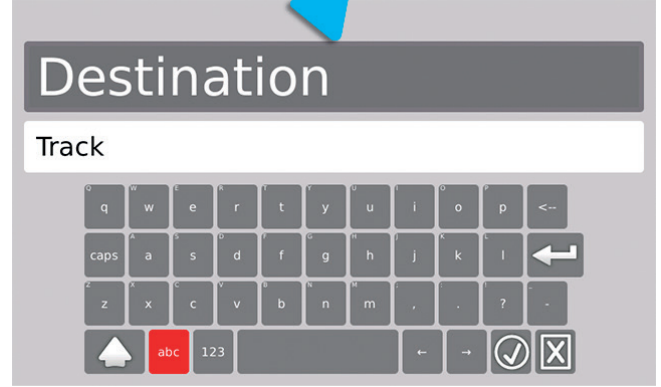 Destination
Track
q w e r t y u i o p <--
caps a s d f g h j k l
z x c v b n m , . ? -
abc 123 ← →